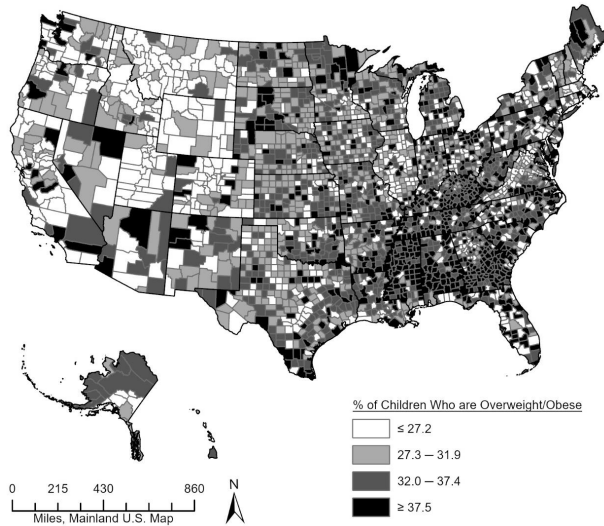 % of Children Who are Overweight/Obese
≤ 27.2
27.3 — 31.9
32.0 — 37.4
≥ 37.5
0 215 430 860
Miles, Mainland U.S. Map
N